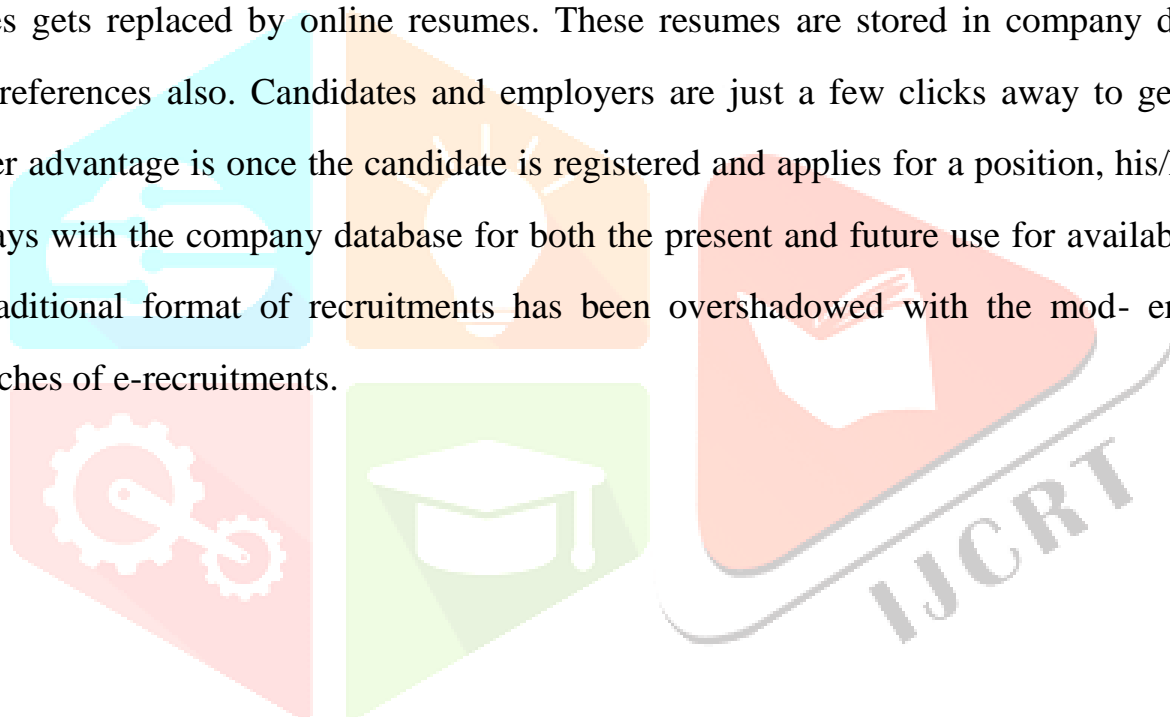 es gets replaced by online resumes. These resumes are stored in company d
references also. Candidates and employers are just a few clicks away to ge
er advantage is once the candidate is registered and applies for a position, his/
ays with the company database for both the present and future use for availab
aditional format of recruitments has been overshadowed with the mod- er
ches of e-recruitments.
IJCRT